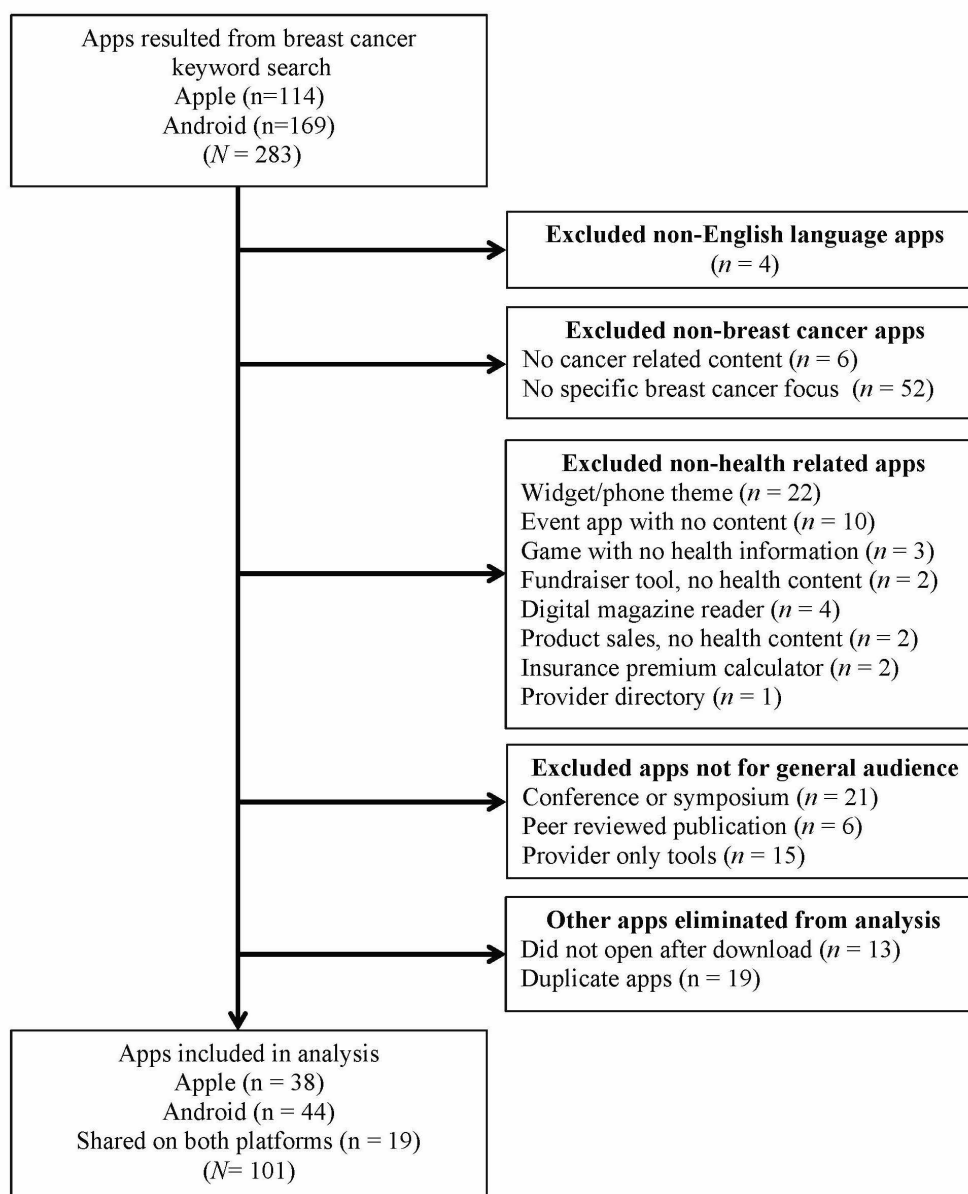 Apps resulted from breast cancer
keyword search
Apple (n=114)
Android (n=169)
(N = 283)
Excluded non-English language apps
(n = 4)
Excluded non-breast cancer apps
No cancer related content (n = 6)
No specific breast cancer focus (n = 52)
Excluded non-health related apps
Widget/phone theme (n = 22)
Event app with no content (n = 10)
Game with no health information (n = 3)
Fundraiser tool, no health content (n = 2)
Digital magazine reader (n = 4)
Product sales, no health content (n = 2)
Insurance premium calculator (n = 2)
Provider directory (n = 1)
Excluded apps not for general audience
Conference or symposium (n = 21)
Peer reviewed publication (n = 6)
Provider only tools (n = 15)
Other apps eliminated from analysis
Did not open after download (n = 13)
Duplicate apps (n = 19)
Apps included in analysis
Apple (n = 38)
Android (n = 44)
Shared on both platforms (n = 19)
(N= 101)